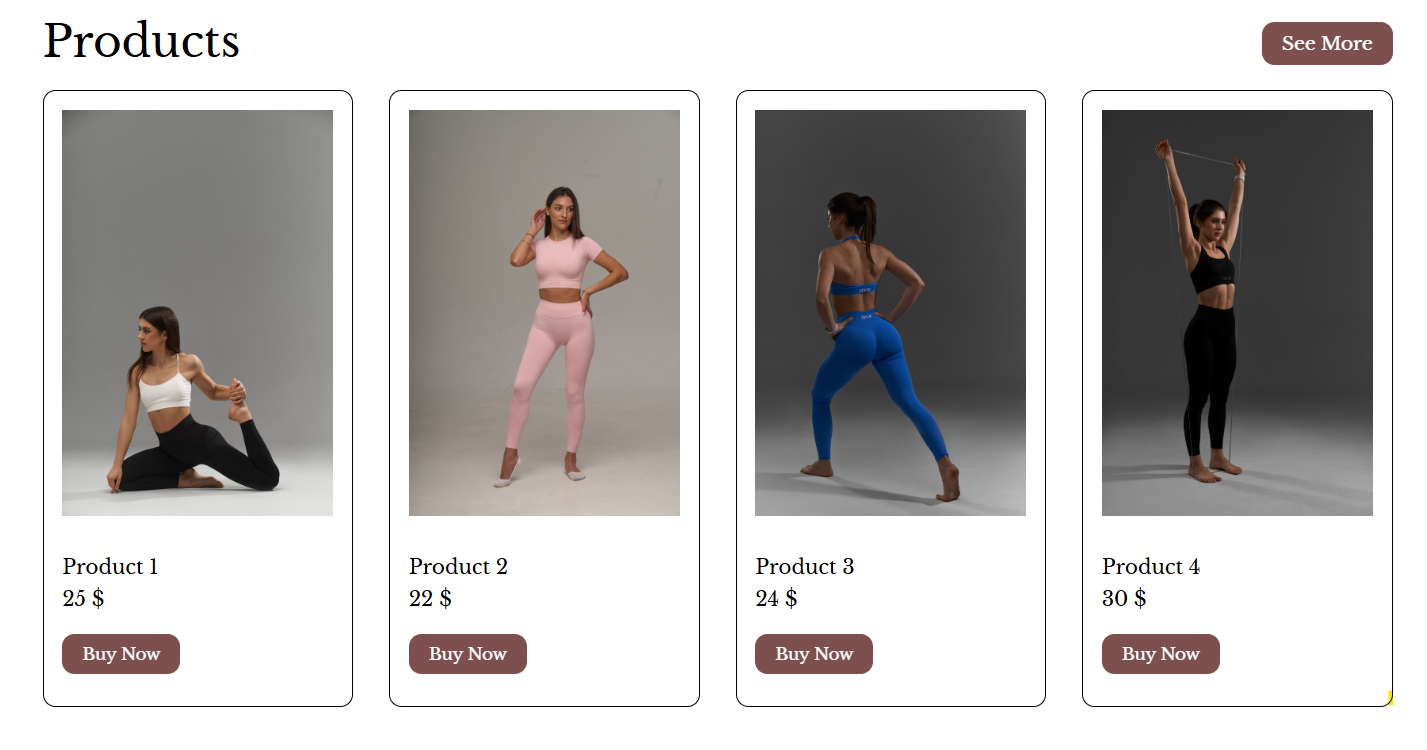 Products
See More
Product 1
25 $
Buy Now
Product 2
22 $
Buy Now
Product 3
24 $
Buy Now
Product 4
30 $
Buy Now